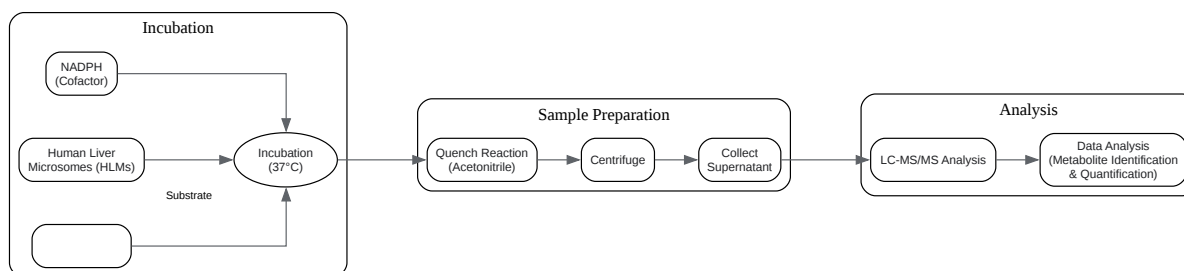 Incubation
NADPH
(Cofactor)
Human Liver
Microsomes (HLMs)
Incubation
(37°C)
Substrate
Sample Preparation
Quench Reaction
(Acetonitrile)
Centrifuge
Collect
Supernatant
Analysis
LC-MS/MS Analysis
Data Analysis
(Metabolite Identification
& Quantification)